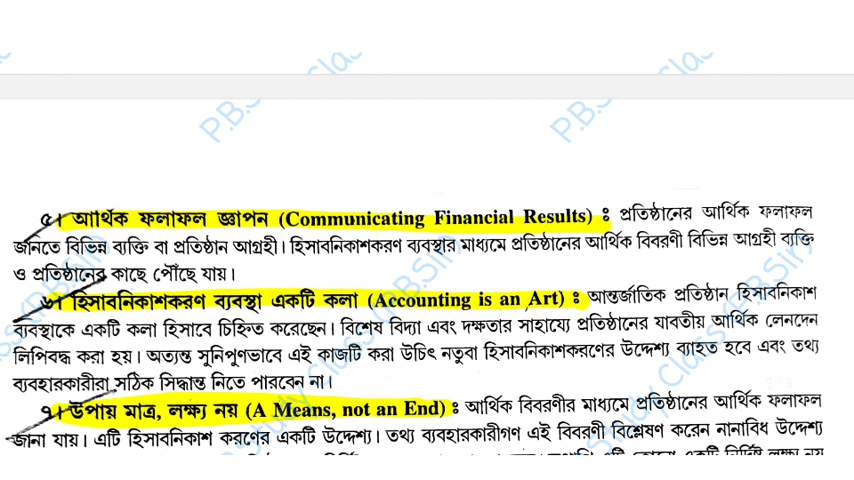 ৫। আর্থিক ফলাফল জ্ঞাপন (Communicating Financial Results) ঃ প্রতিষ্ঠানের আর্থিক ফলাফল
জানিতে বিভিন্ন ব্যক্তি বা প্রতিষ্ঠান আগ্রহী। হিসাবনিকাশকরণ ব্যবস্থার মাধ্যমে প্রতিষ্ঠানের আর্থিক বিবরণী বিভিন্ন আগ্রহী ব্যক্তি
ও প্রতিষ্ঠানের কাছে পৌঁছে যায়।
৬। হিসাবনিকাশকরণ ব্যবস্থা একটি কলা (Accounting is an Art) ঃ আন্তর্জাতিক প্রতিষ্ঠান হিসাবনিকাশ
ব্যবস্থাকে একটি কলা হিসাবে চিহ্নিত করেছেন। বিশেষ বিদ্যা এবং দক্ষতার সাহায্যে প্রতিষ্ঠানের যাবতীয় আর্থিক লেনদেন
লিপিবদ্ধ করা হয়। অত্যন্ত সুনিপুণভাবে এই কাজটি করা উচিৎ নতুবা হিসাবনিকাশকরণের উদ্দেশ্য ব্যাহত হবে এবং তথ্য
ব্যবহারকারীরা সঠিক সিদ্ধান্ত নিতে পারবেন না।
৭। উপায় মাত্র, লক্ষ্য নয় (A Means, not an End) ঃ আর্থিক বিবরণীর মাধ্যমে প্রতিষ্ঠানের আর্থিক ফলাফল
জানা যায়। এটি হিসাবনিকাশ করণের একটি উদ্দেশ্য। তথ্য ব্যবহারকারীগণ এই বিবরণী বিশ্লেষণ করেন নানাবিধ উদ্দেশ্য